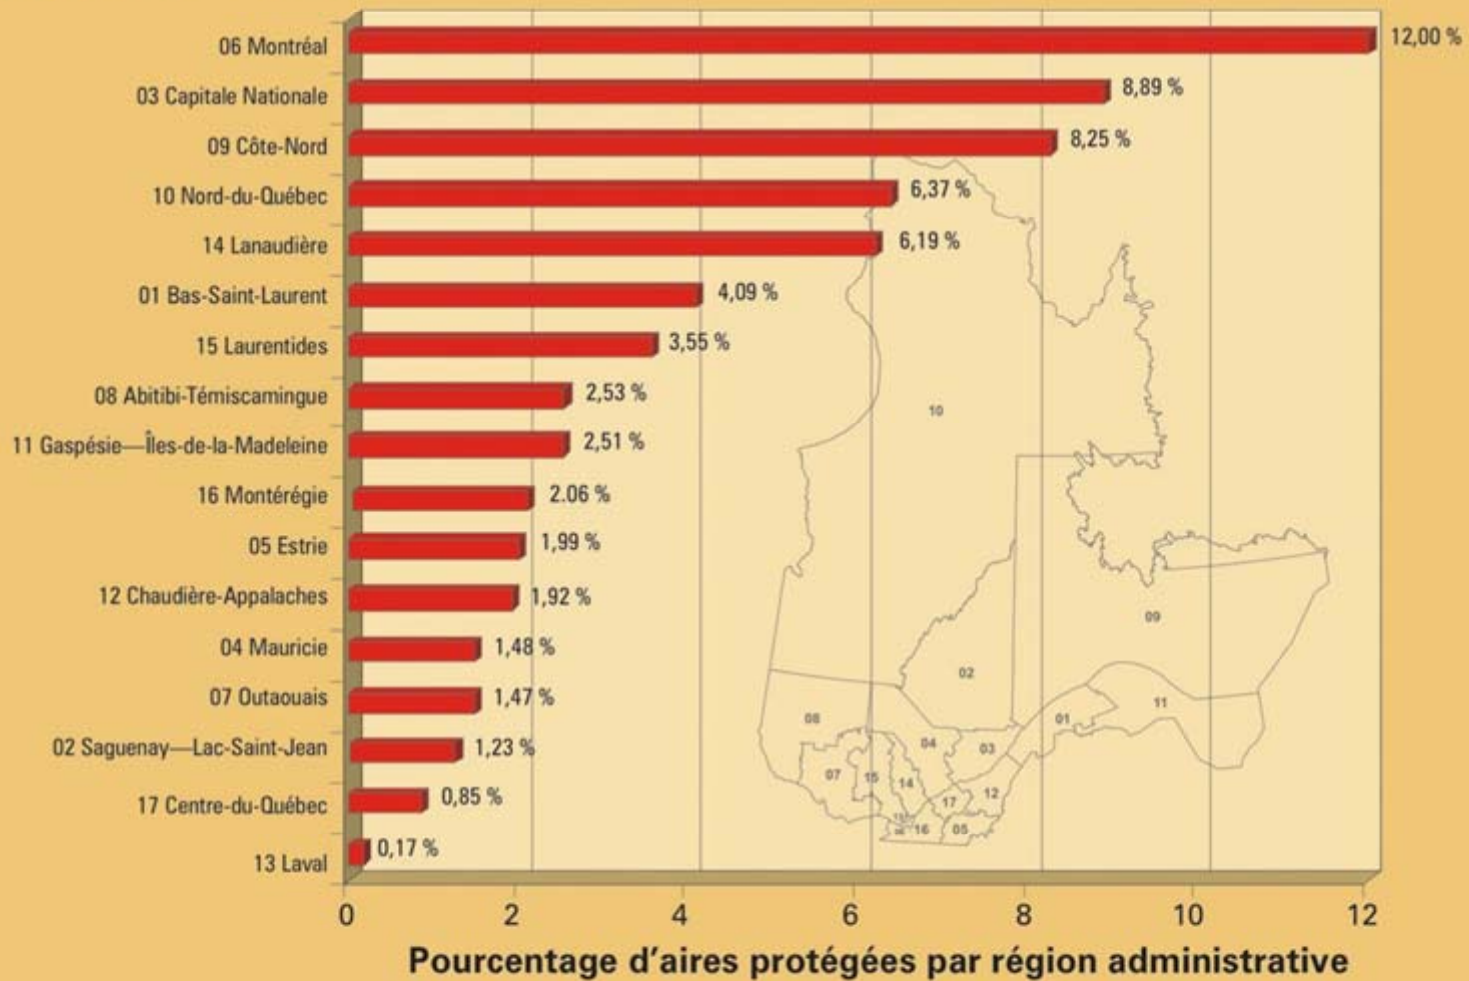 06 Montréal 12,00 %
03 Capitale Nationale 8,89 %
09 Côte-Nord 8,25 %
10 Nord-du-Québec 6,37 %
14 Lanaudière 6,19 %
01 Bas-Saint-Laurent 4,09 %
15 Laurentides 3,55 %
08 Abitibi-Témiscamingue 2,53 %
11 Gaspésie—Îles-de-la-Madeleine 2,51 %
16 Montérégie 2.06 %
05 Estrie 1,99 %
12 Chaudière-Appalaches 1,92 %
04 Mauricie 1,48 %
07 Outaouais 1,47 %
02 Saguenay—Lac-Saint-Jean 1,23 %
17 Centre-du-Québec 0,85 %
13 Laval 0,17 %
10
09
02
11
08
01
04
03
07
15
14
12
17
16
05
0 2 4 6 8 10 12
Pourcentage d'aires protégées par région administrative